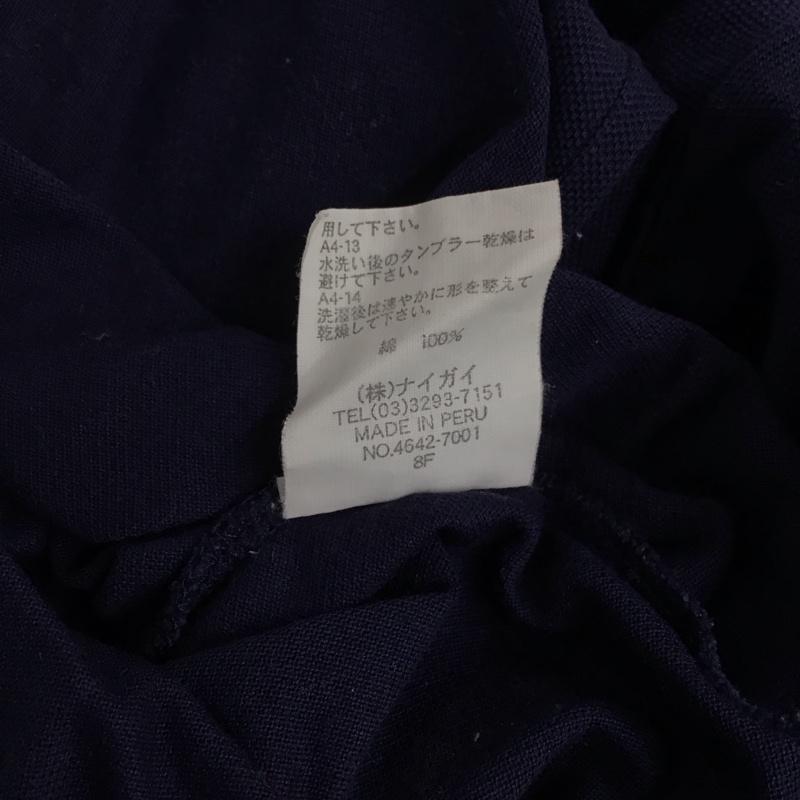 用して下さい。
A4-13
水洗い後のタンブラー乾燥は
避けて下さい。
A4-14
洗濯後は速やかに形を整えて
乾燥して下さい。
綿 100%
(株)ナイガイ
TEL(03)3293-7151
MADE IN PERU
NO.4642-7001
8F